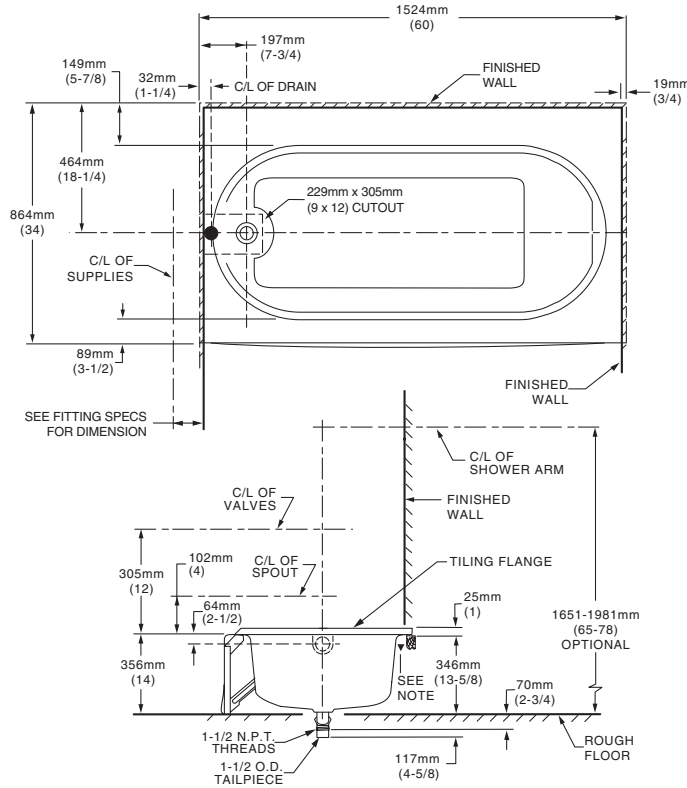 1524mm
(60)
197mm
(7-3/4)
149mm
(5-7/8)
32mm
(1-1/4)
C/L OF DRAIN
FINISHED
WALL
19mm
(3/4)
464mm
(18-1/4)
864mm
(34)
229mm x 305mm
(9 x 12) CUTOUT
C/L OF
SUPPLIES
89mm
(3-1/2)
FINISHED
WALL
SEE FITTING SPECS
FOR DIMENSION
C/L OF
SHOWER ARM
C/L OF
VALVES
FINISHED
WALL
102mm
(4)
C/L OF
SPOUT
TILING FLANGE
305mm
(12)
64mm
(2-1/2)
25mm
(1)
1651-1981mm
(65-78)
OPTIONAL
356mm
(14)
SEE
NOTE
346mm
(13-5/8)
70mm
(2-3/4)
1-1/2 N.P.T.
THREADS
1-1/2 O.D.
TAILPIECE
117mm
(4-5/8)
ROUGH
FLOOR